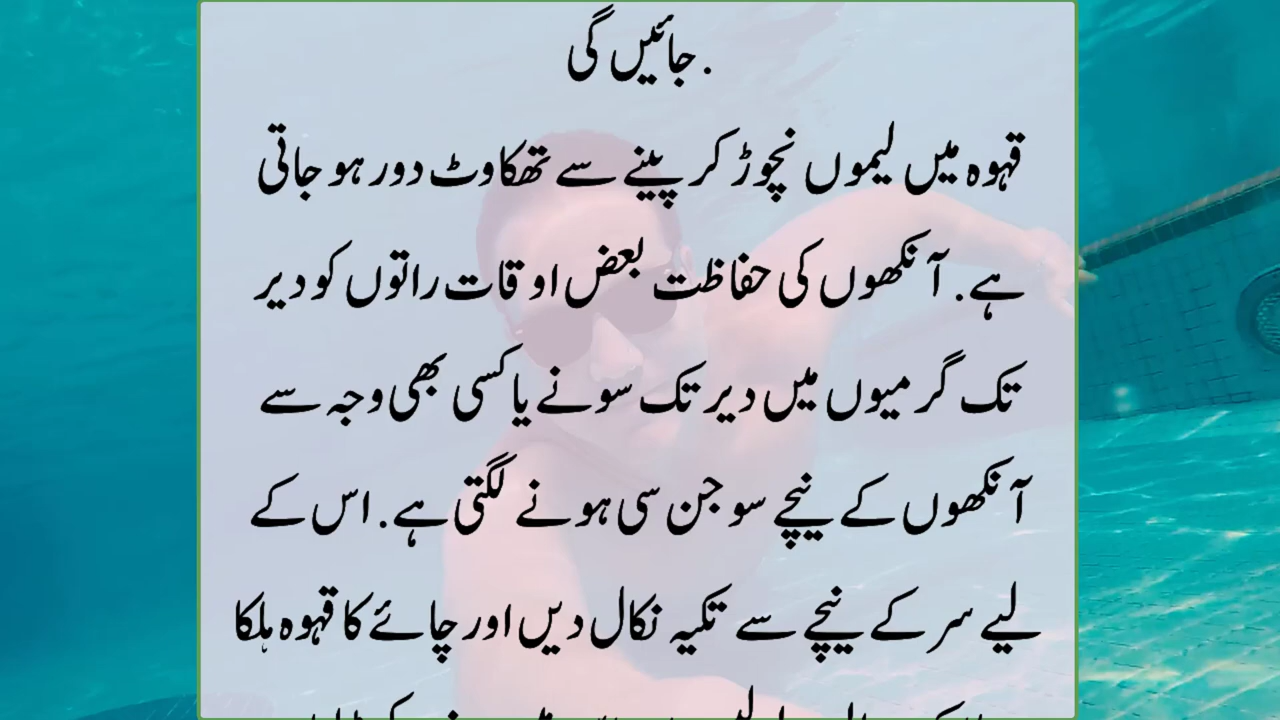 جائیں گی.
قہوہ میں لیموں نچوڑ کر پینے سے تھکاوٹ دور ہو جاتی
ہے. آنکھوں کی حفاظت بعض اوقات راتوں کو دیر
تک گرمیوں میں دیر تک سونے یا کسی بھی وجہ سے
آنکھوں کے نیچے سوجن سی ہونے لگتی ہے. اس کے
لیے سر کے نیچے سے تکیہ نکال دیں اور چائے کا قہوہ ہلکا